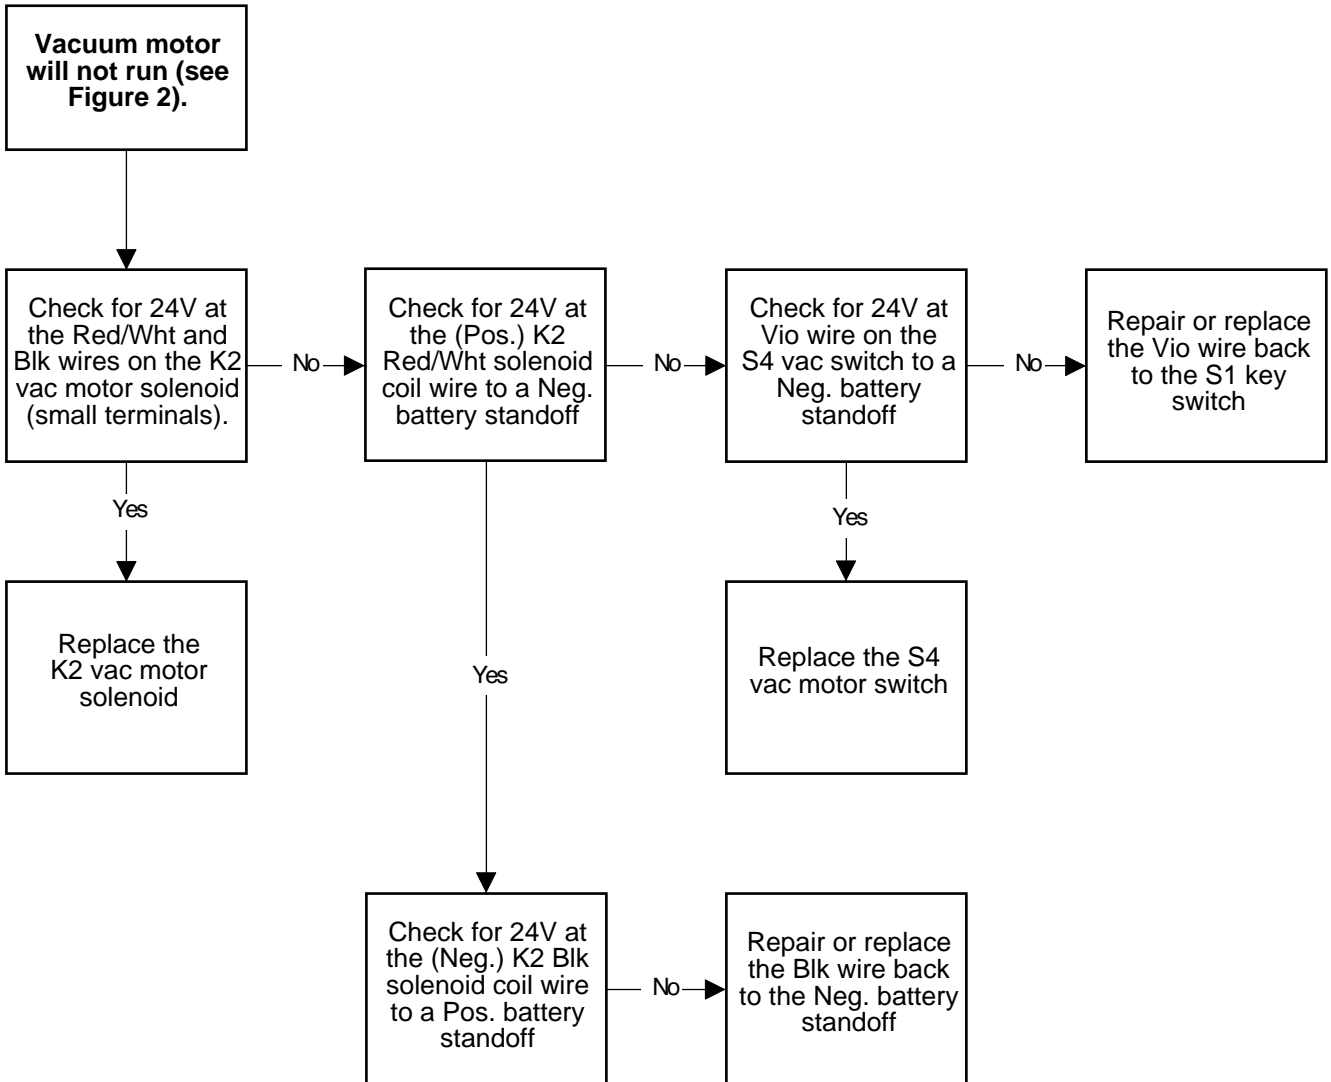 Vacuum motor
will not run (see
Figure 2).
Check for 24V at
the Red/Wht and
Blk wires on the K2
vac motor solenoid
(small terminals).
No
Check for 24V at
the (Pos.) K2
Red/Wht solenoid
coil wire to a Neg.
battery standoff
No
Check for 24V at
Vio wire on the
S4 vac switch to a
Neg. battery
standoff
No
Repair or replace
the Vio wire back
to the S1 key
switch
Yes
Yes
Yes
Replace the
K2 vac motor
solenoid
Replace the S4
vac motor switch
Check for 24V at
the (Neg.) K2 Blk
solenoid coil wire
to a Pos. battery
standoff
No
Repair or replace
the Blk wire back
to the Neg. battery
standoff